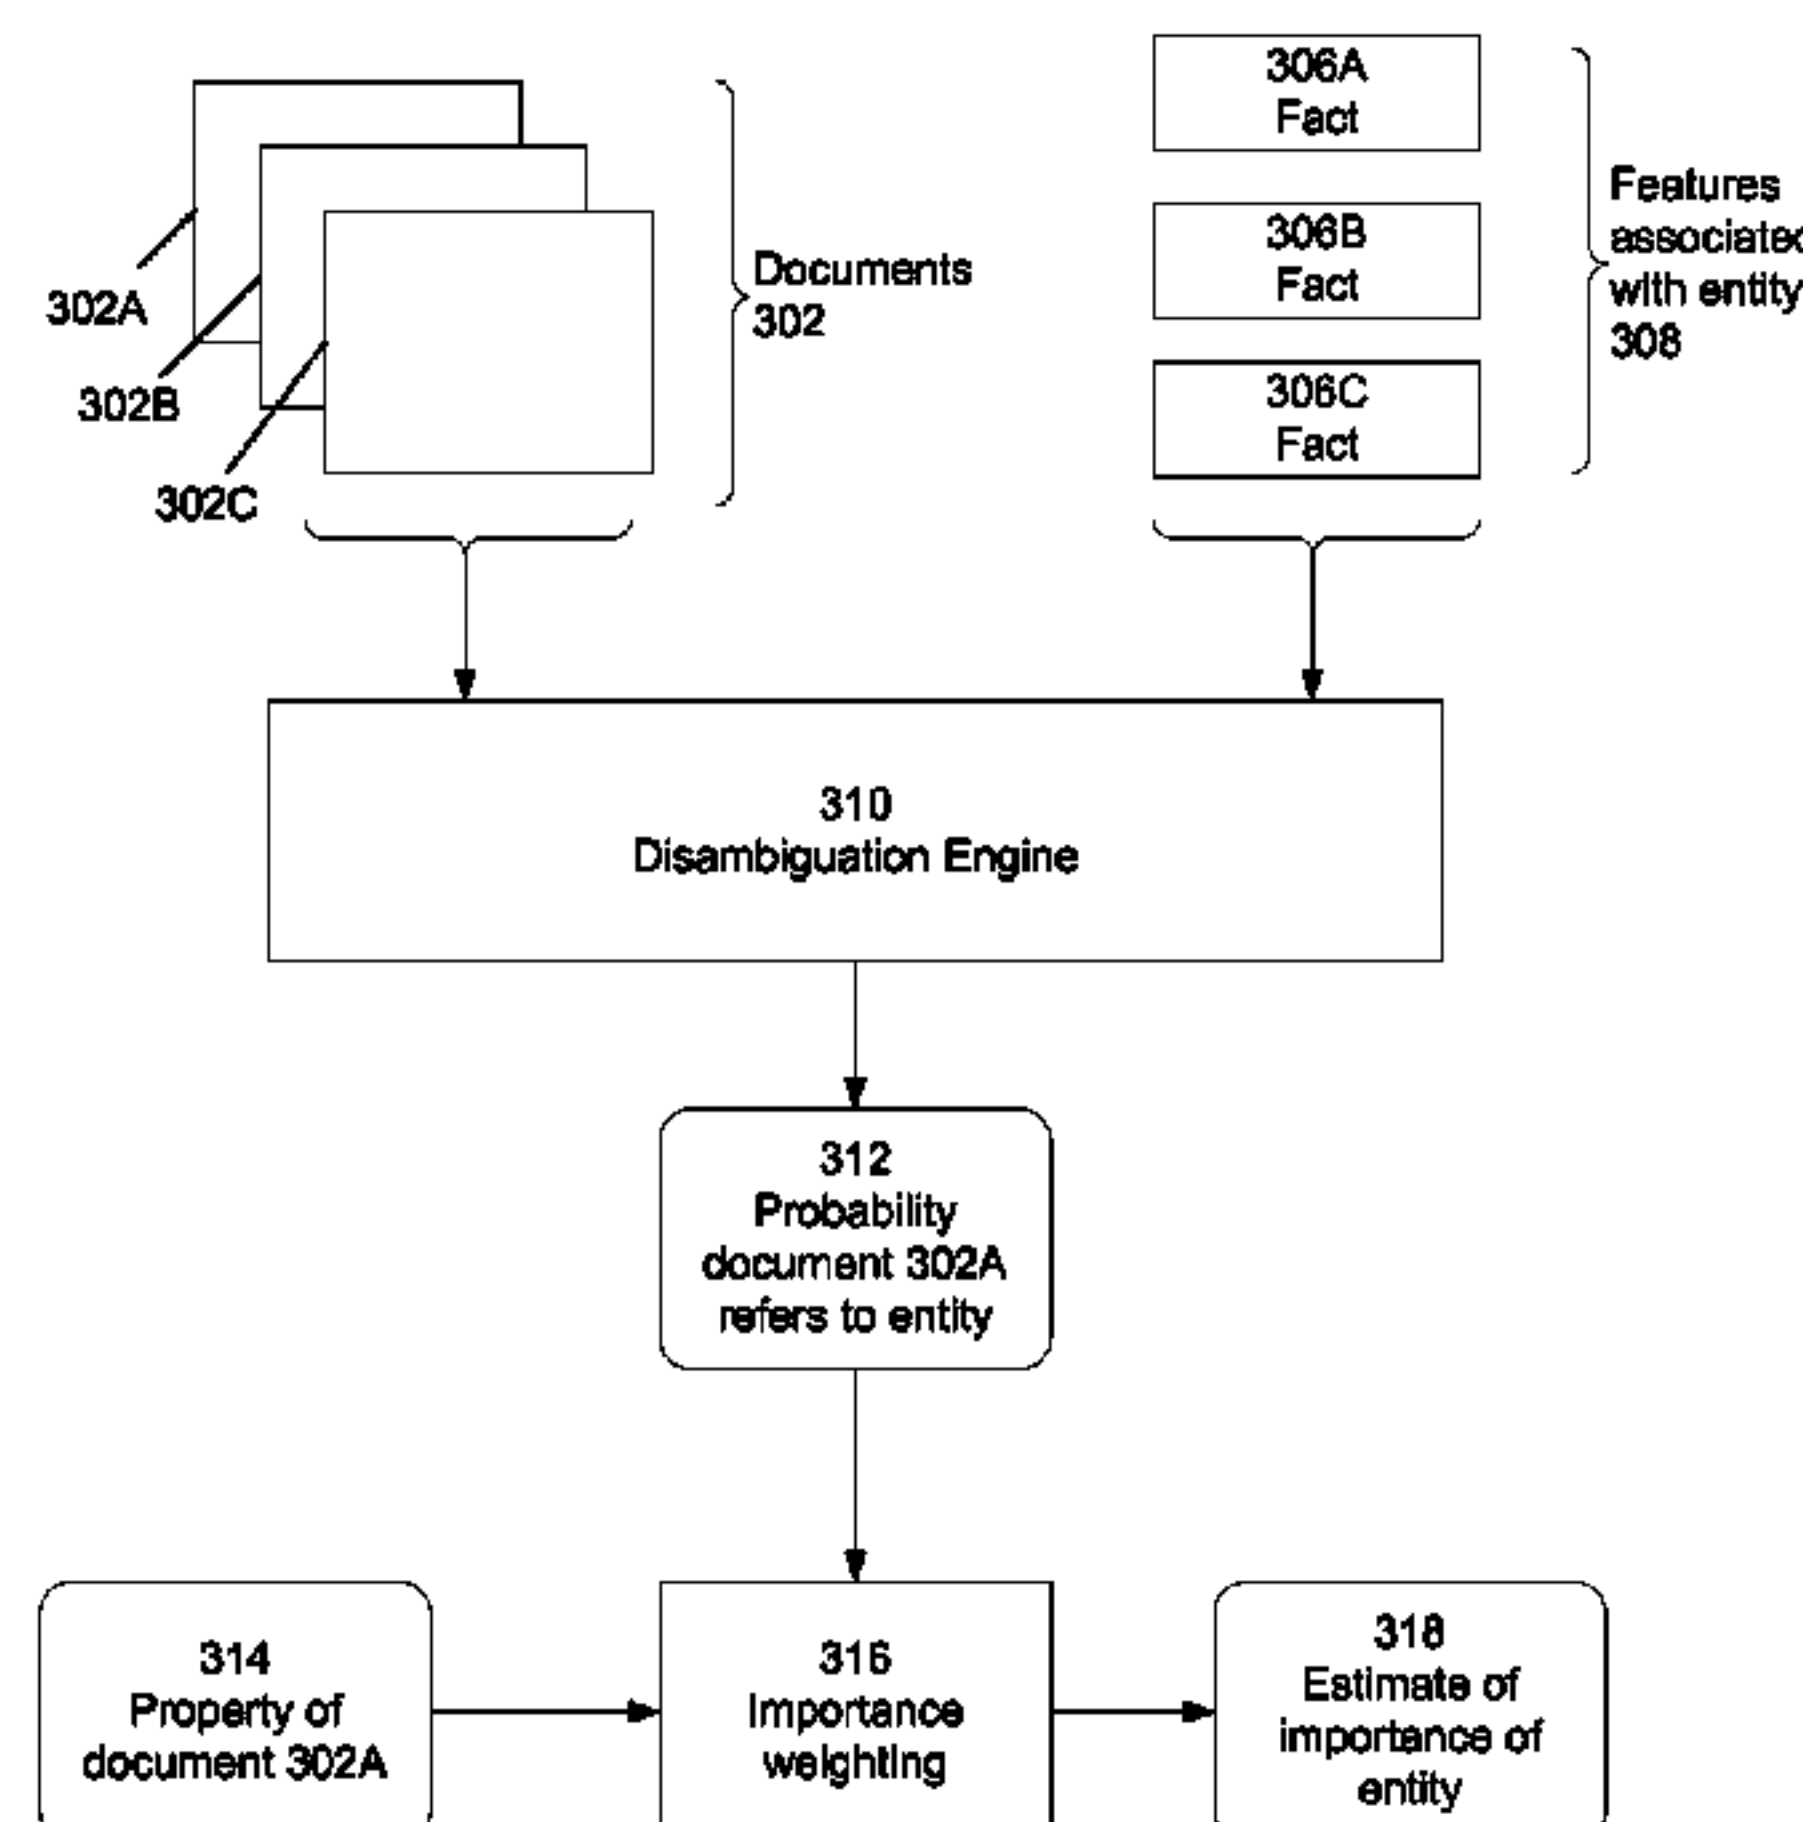 302A
302B
302C
Documents
302
306A
Fact
306B
Fact
306C
Fact
Features
associated
with entity
308
310
Disambiguation Engine
312
Probability
document 302A
refers to entity
314
Property of
document 302A
316
Importance
weighting
318
Estimate of
importance of
entity